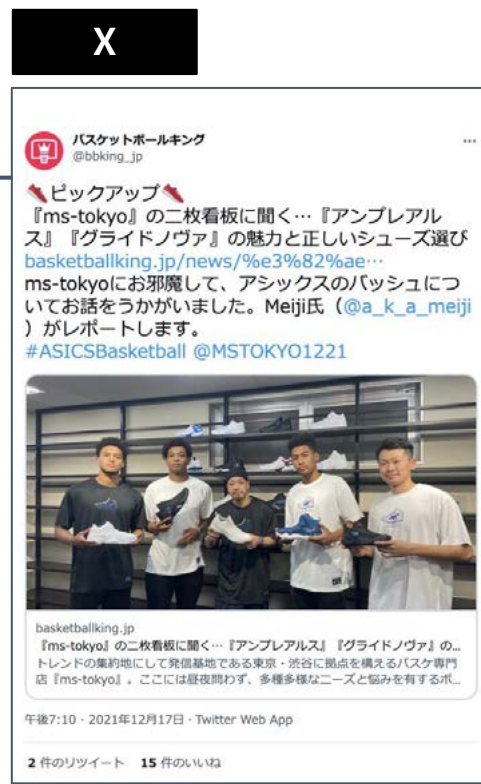 X
バスケットボールキング
@bbking_jp
👟ピックアップ👟
『ms-tokyo』の二枚看板に聞く…『アンプレアル
ス』『グライドノヴァ』の魅力と正しいシューズ選び
basketballking.jp/news/%e3%82%ae…
ms-tokyoにお邪魔して、アシックスのバッシュにつ
いてお話をうかがいました。Meiji氏（@a_k_a_meiji
）がレポートします。
#ASICSBasketball @MSTOKYO1221
basketballking.jp
『ms-tokyo』の二枚看板に聞く…『アンプレアルス』『グライドノヴァ』の...
トレンドの集約地にして発信基地である東京・渋谷に拠点を構えるバスケ専門
店『ms-tokyo』。ここには昼夜問わず、多種多様なニーズと悩みを有するボ...
午後7:10 · 2021年12月17日 · Twitter Web App
2 件のリツイート 15 件のいいね